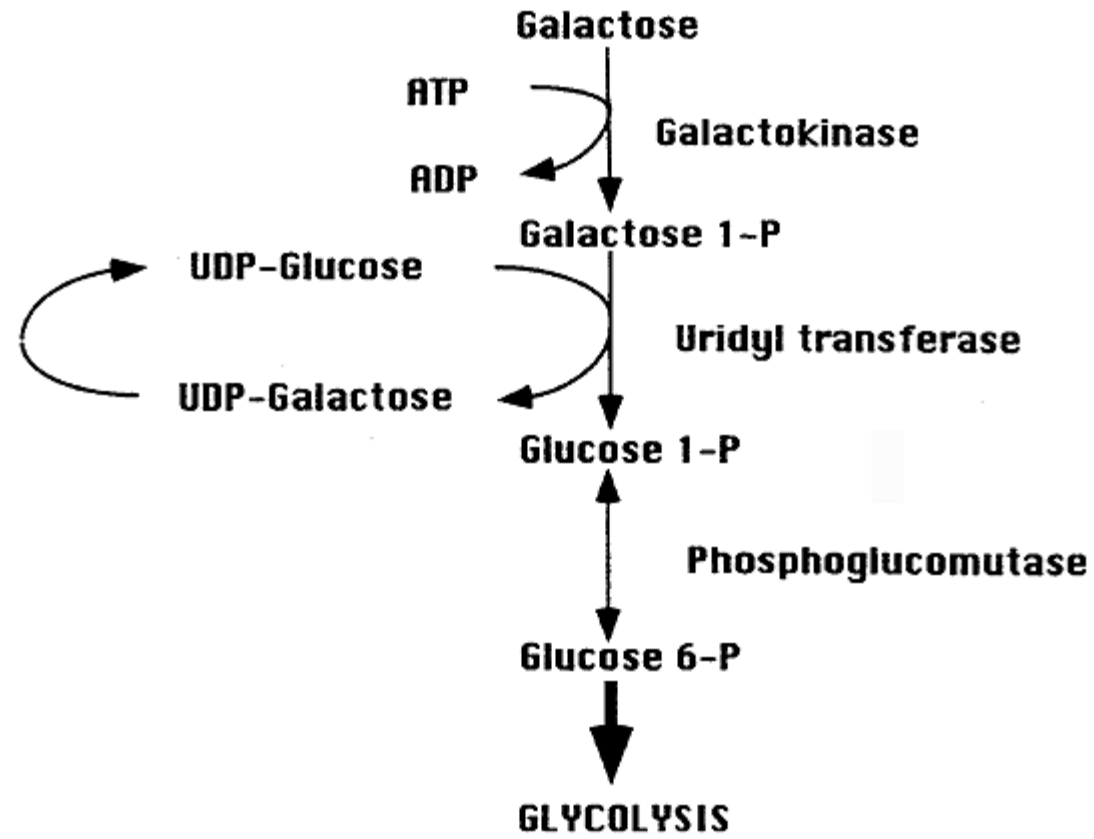 Galactose
ATP
Galactokinase
ADP
Galactose 1-P
UDP-Glucose
Uridyl transferase
UDP-Galactose
Glucose 1-P
Phosphoglucomutase
Glucose 6-P
GLYCOLYSIS